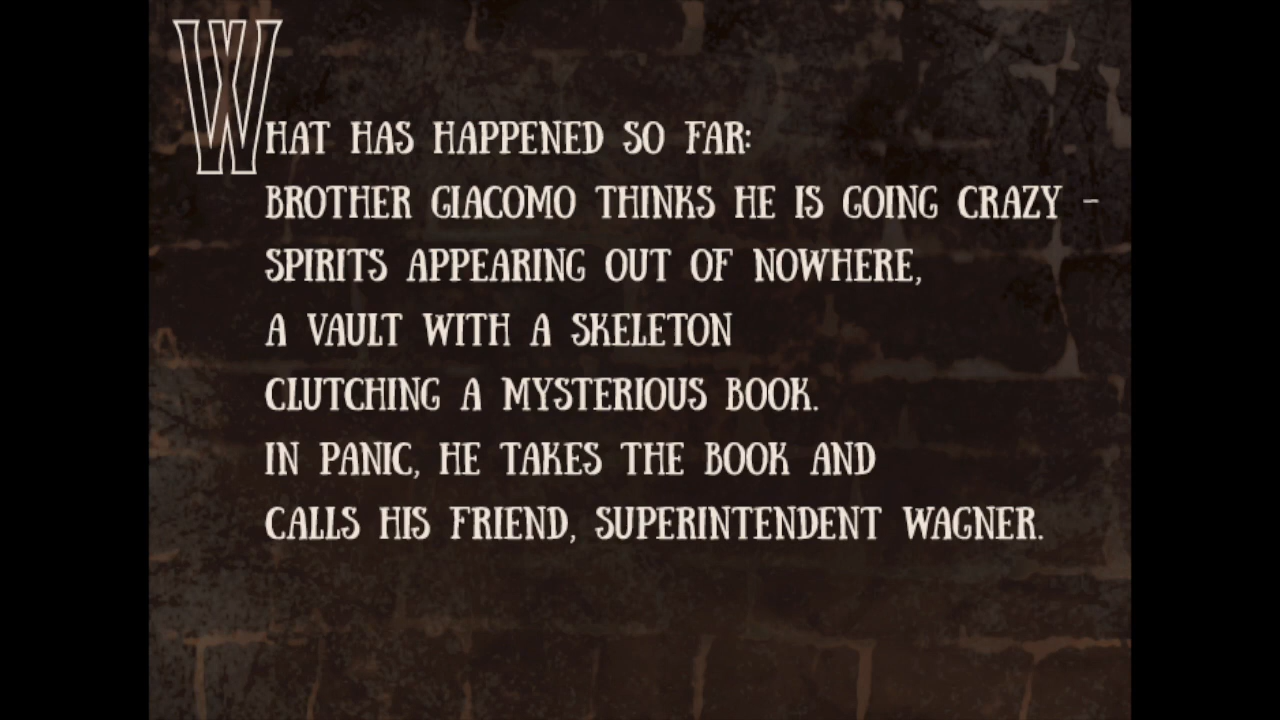 WHAT HAS HAPPENED SO FAR:
BROTHER GIACOMO THINKS HE IS GOING CRAZY -
SPIRITS APPEARING OUT OF NOWHERE,
A VAULT WITH A SKELETON
CLUTCHING A MYSTERIOUS BOOK.
IN PANIC, HE TAKES THE BOOK AND
CALLS HIS FRIEND, SUPERINTENDENT WAGNER.